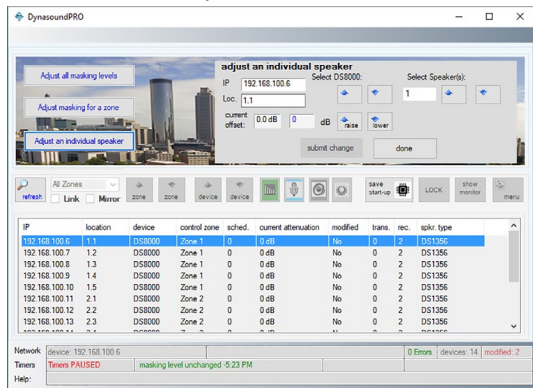 DynasoundPRO
Adjust all masking levels
Adjust masking for a zone
Adjust an individual speaker
adjust an individual speaker
IP 192.168.100.6
Select DS8000:
Select Speaker(s):
Loc. 1.1
1
current offset: 0.0 dB 0 dB
raise lower
submit change
done
refresh
All Zones
Link Mirror
zone zone device device
save start-up
LOCK
show monitor
menu
IP location device control zone sched. current attenuation modified trans. rec. spkr. type
192.168.100.6 1.1 DS8000 Zone 1 0 0 dB No 0 2 DS1356
192.168.100.7 1.2 DS8000 Zone 1 0 0 dB No 0 2 DS1356
192.168.100.8 1.3 DS8000 Zone 1 0 0 dB No 0 2 DS1356
192.168.100.9 1.4 DS8000 Zone 1 0 0 dB No 0 2 DS1356
192.168.100.10 1.5 DS8000 Zone 1 0 0 dB No 0 2 DS1356
192.168.100.11 2.1 DS8000 Zone 2 0 0 dB No 0 2 DS1356
192.168.100.12 2.2 DS8000 Zone 2 0 0 dB No 0 2 DS1356
192.168.100.13 2.3 DS8000 Zone 2 0 0 dB No 0 2 DS1356
Network device: 192.168.100.6 0 Errors devices: 14 modified: 2
Timers Timers PAUSED masking level unchanged -5:23 PM
Help: